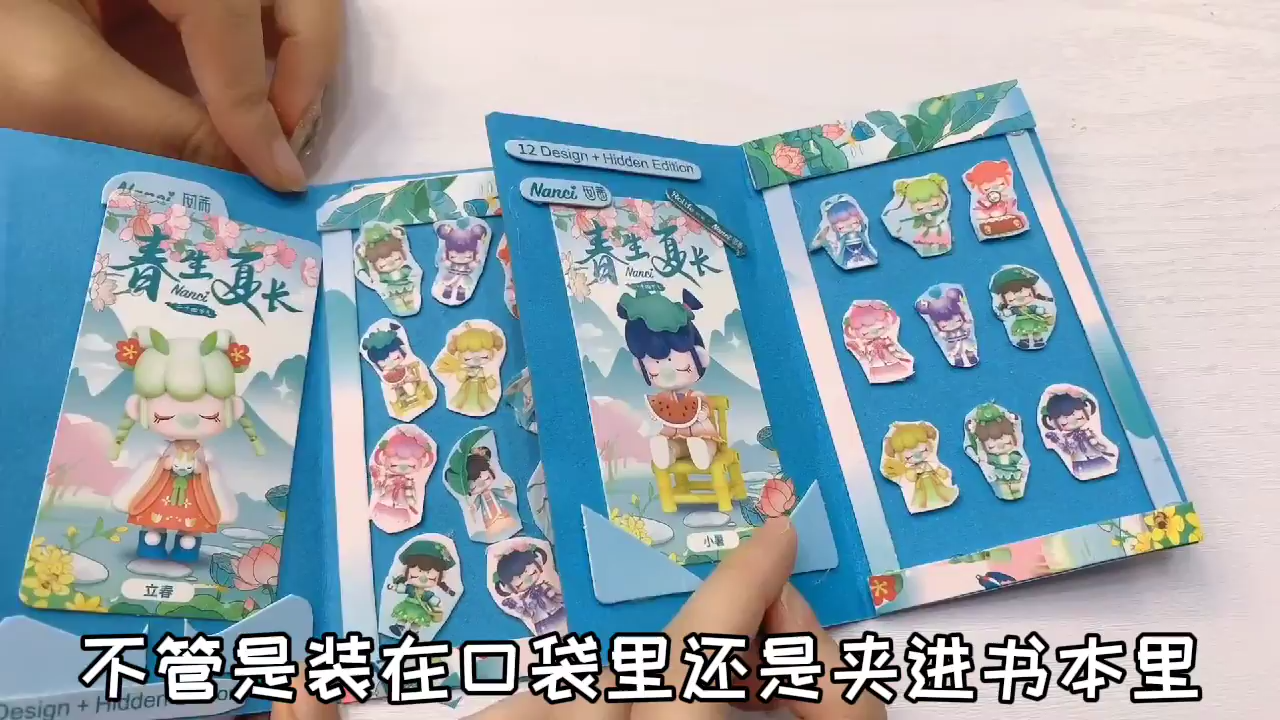 12 Design + Hidden Edition
Nanci 囡茜
Nanci 囡茜
春生夏长
Nanci
春生夏长
Nanci
小暑
立春
不管是装在口袋里还是夹进书本里
Design + Hidden